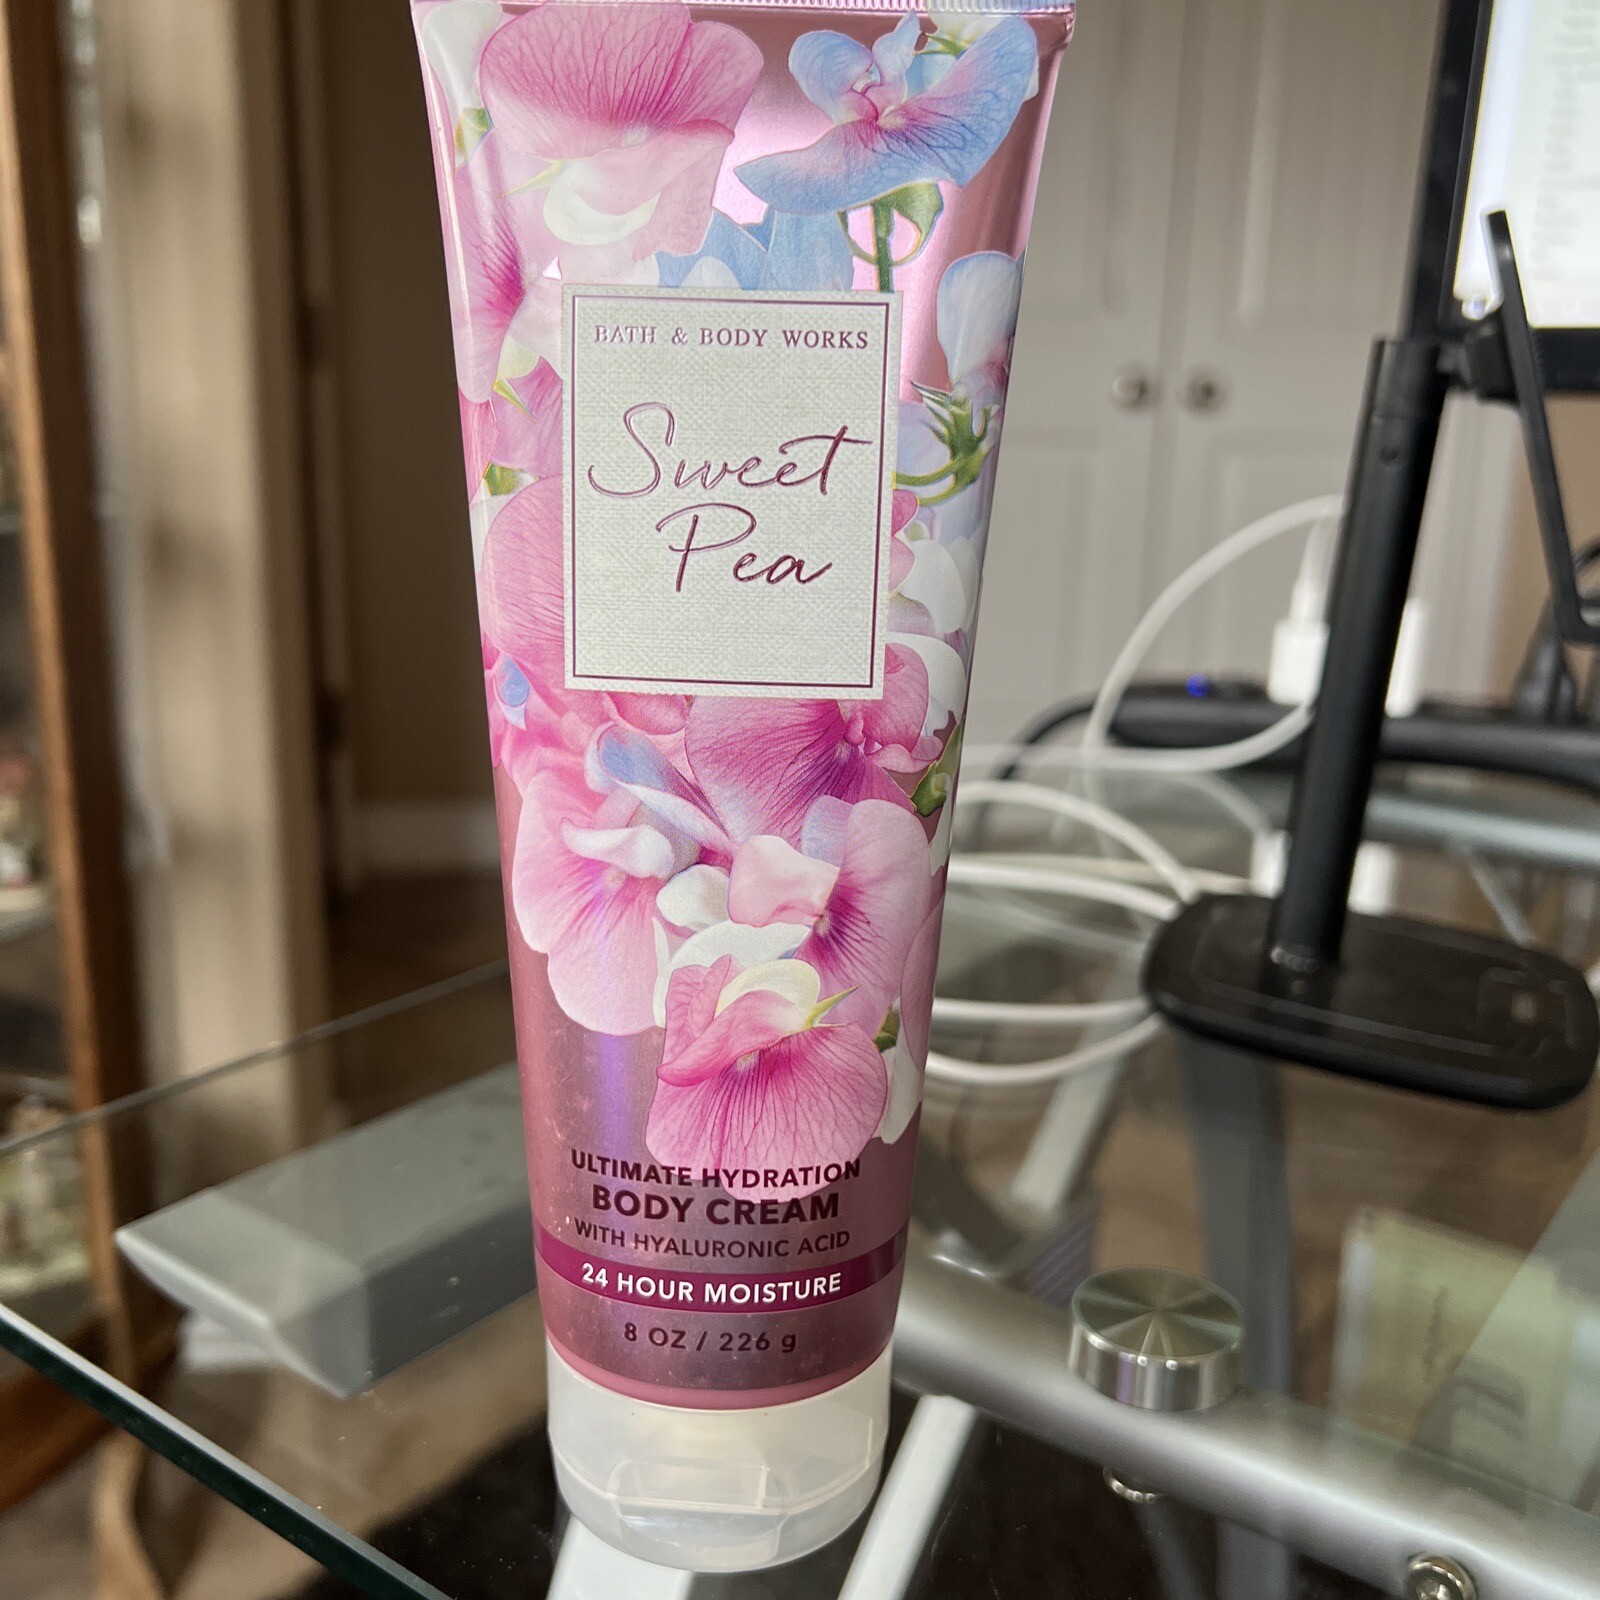 BATH & BODY WORKS
Sweet
Pea
ULTIMATE HYDRATION
BODY CREAM
WITH HYALURONIC ACID
24 HOUR MOISTURE
8 OZ / 226 g